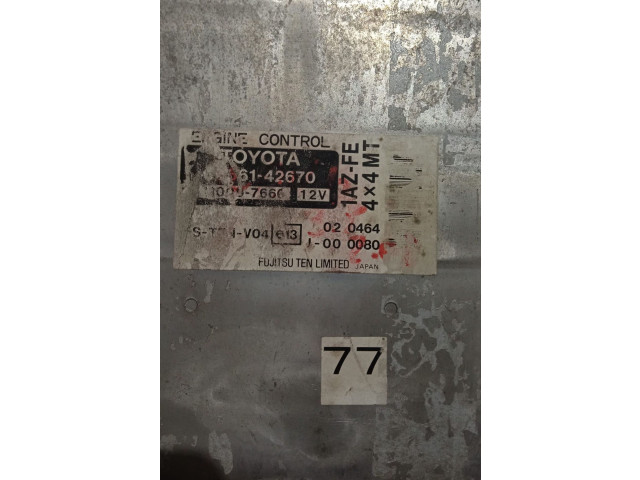 ENGINE CONTROL
TOYOTA
61-42670
12V
1AZ-FE
4×4 MT
02 0464
-00 0080
FUJITSU TEN LIMITED JAPAN
77